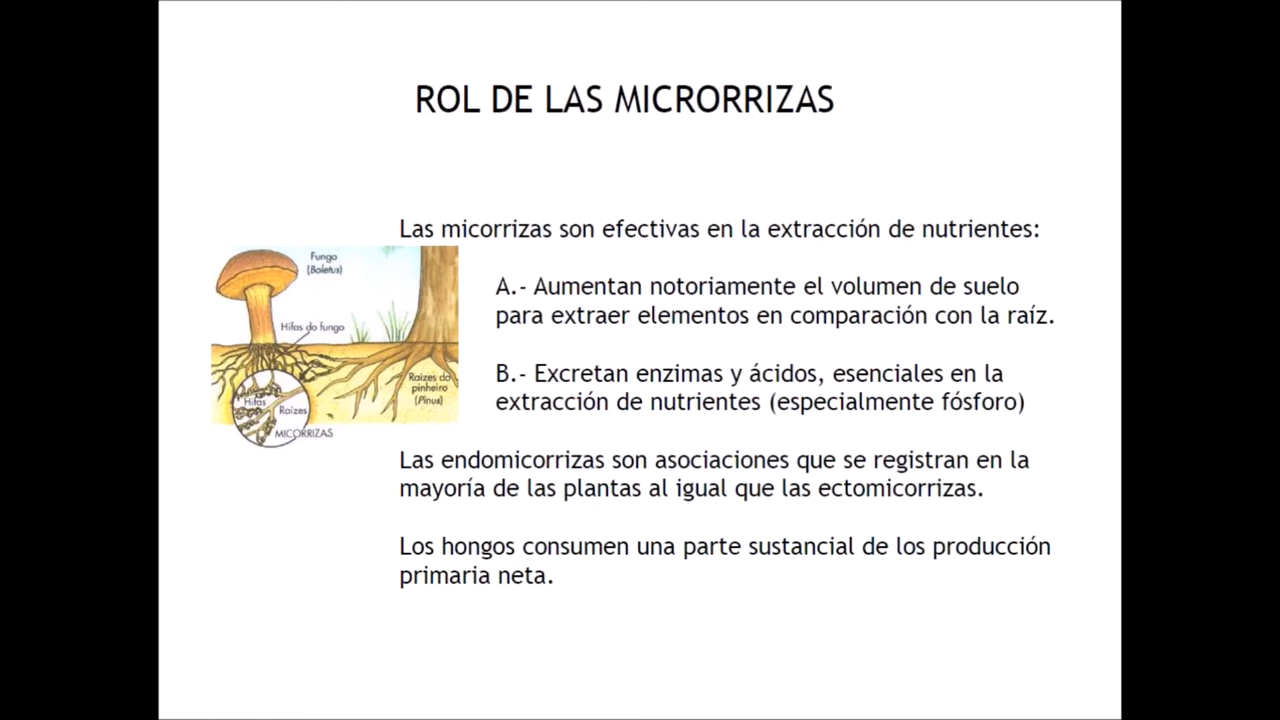 ROL DE LAS MICRORRIZAS
Las micorrizas son efectivas en la extracción de nutrientes:
A.- Aumentan notoriamente el volumen de suelo
para extraer elementos en comparación con la raíz.
B.- Excretan enzimas y ácidos, esenciales en la
extracción de nutrientes (especialmente fósforo)
Las endomicorrizas son asociaciones que se registran en la
mayoría de las plantas al igual que las ectomicorrizas.
Los hongos consumen una parte sustancial de los producción
primaria neta.
Fungo
(Boletus)
Hifas do fungo
Raízes do
pinheiro
(Pinus)
Hifas
Raízes
MICORRIZAS